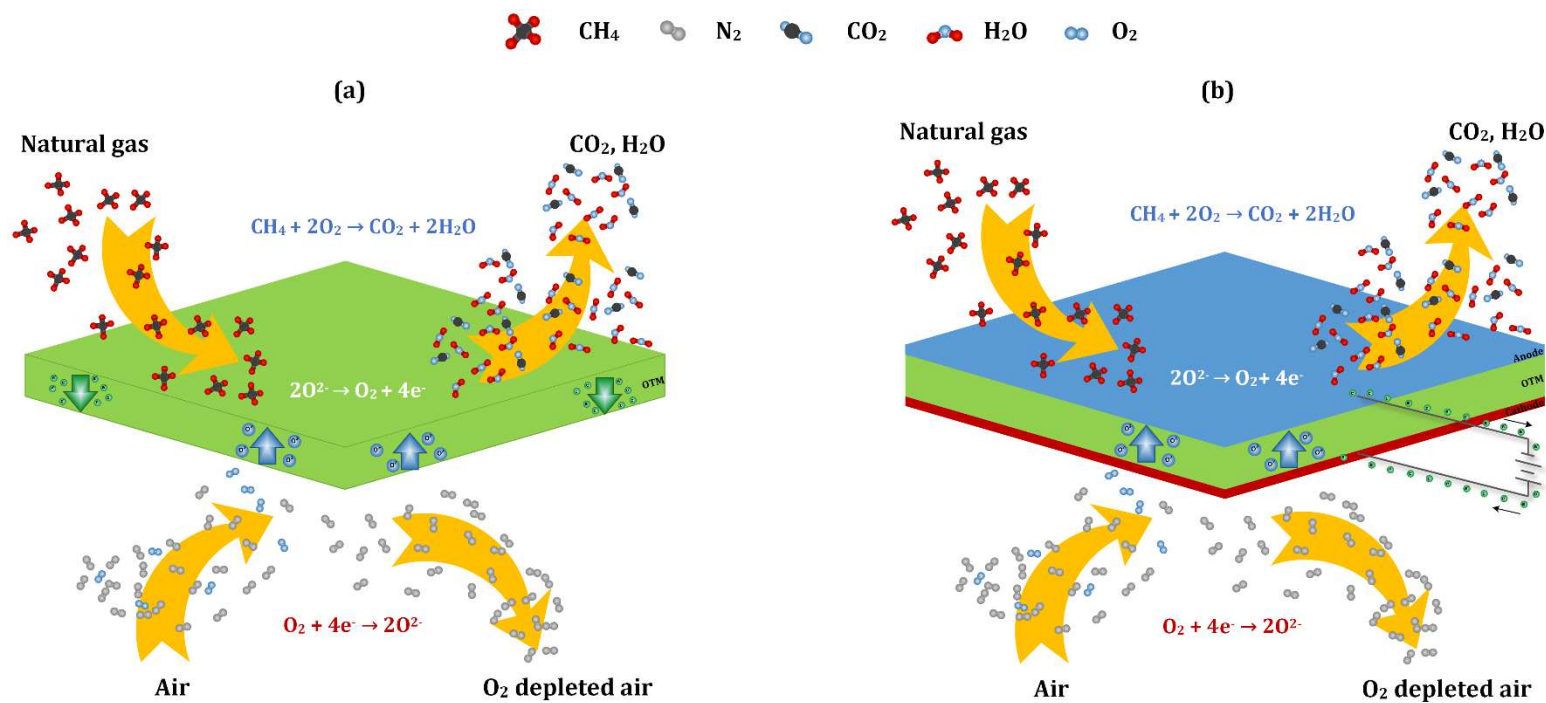 CH₄ N₂ CO₂ H₂O O₂
(a)
Natural gas
CO₂, H₂O
CH₄ + 2O₂ → CO₂ + 2H₂O
OTM
2O²⁻ → O₂ + 4e⁻
O₂ + 4e⁻ → 2O²⁻
Air
O₂ depleted air
(b)
Natural gas
CO₂, H₂O
CH₄ + 2O₂ → CO₂ + 2H₂O
Anode
OTM
Cathode
2O²⁻ → O₂ + 4e⁻
O₂ + 4e⁻ → 2O²⁻
Air
O₂ depleted air